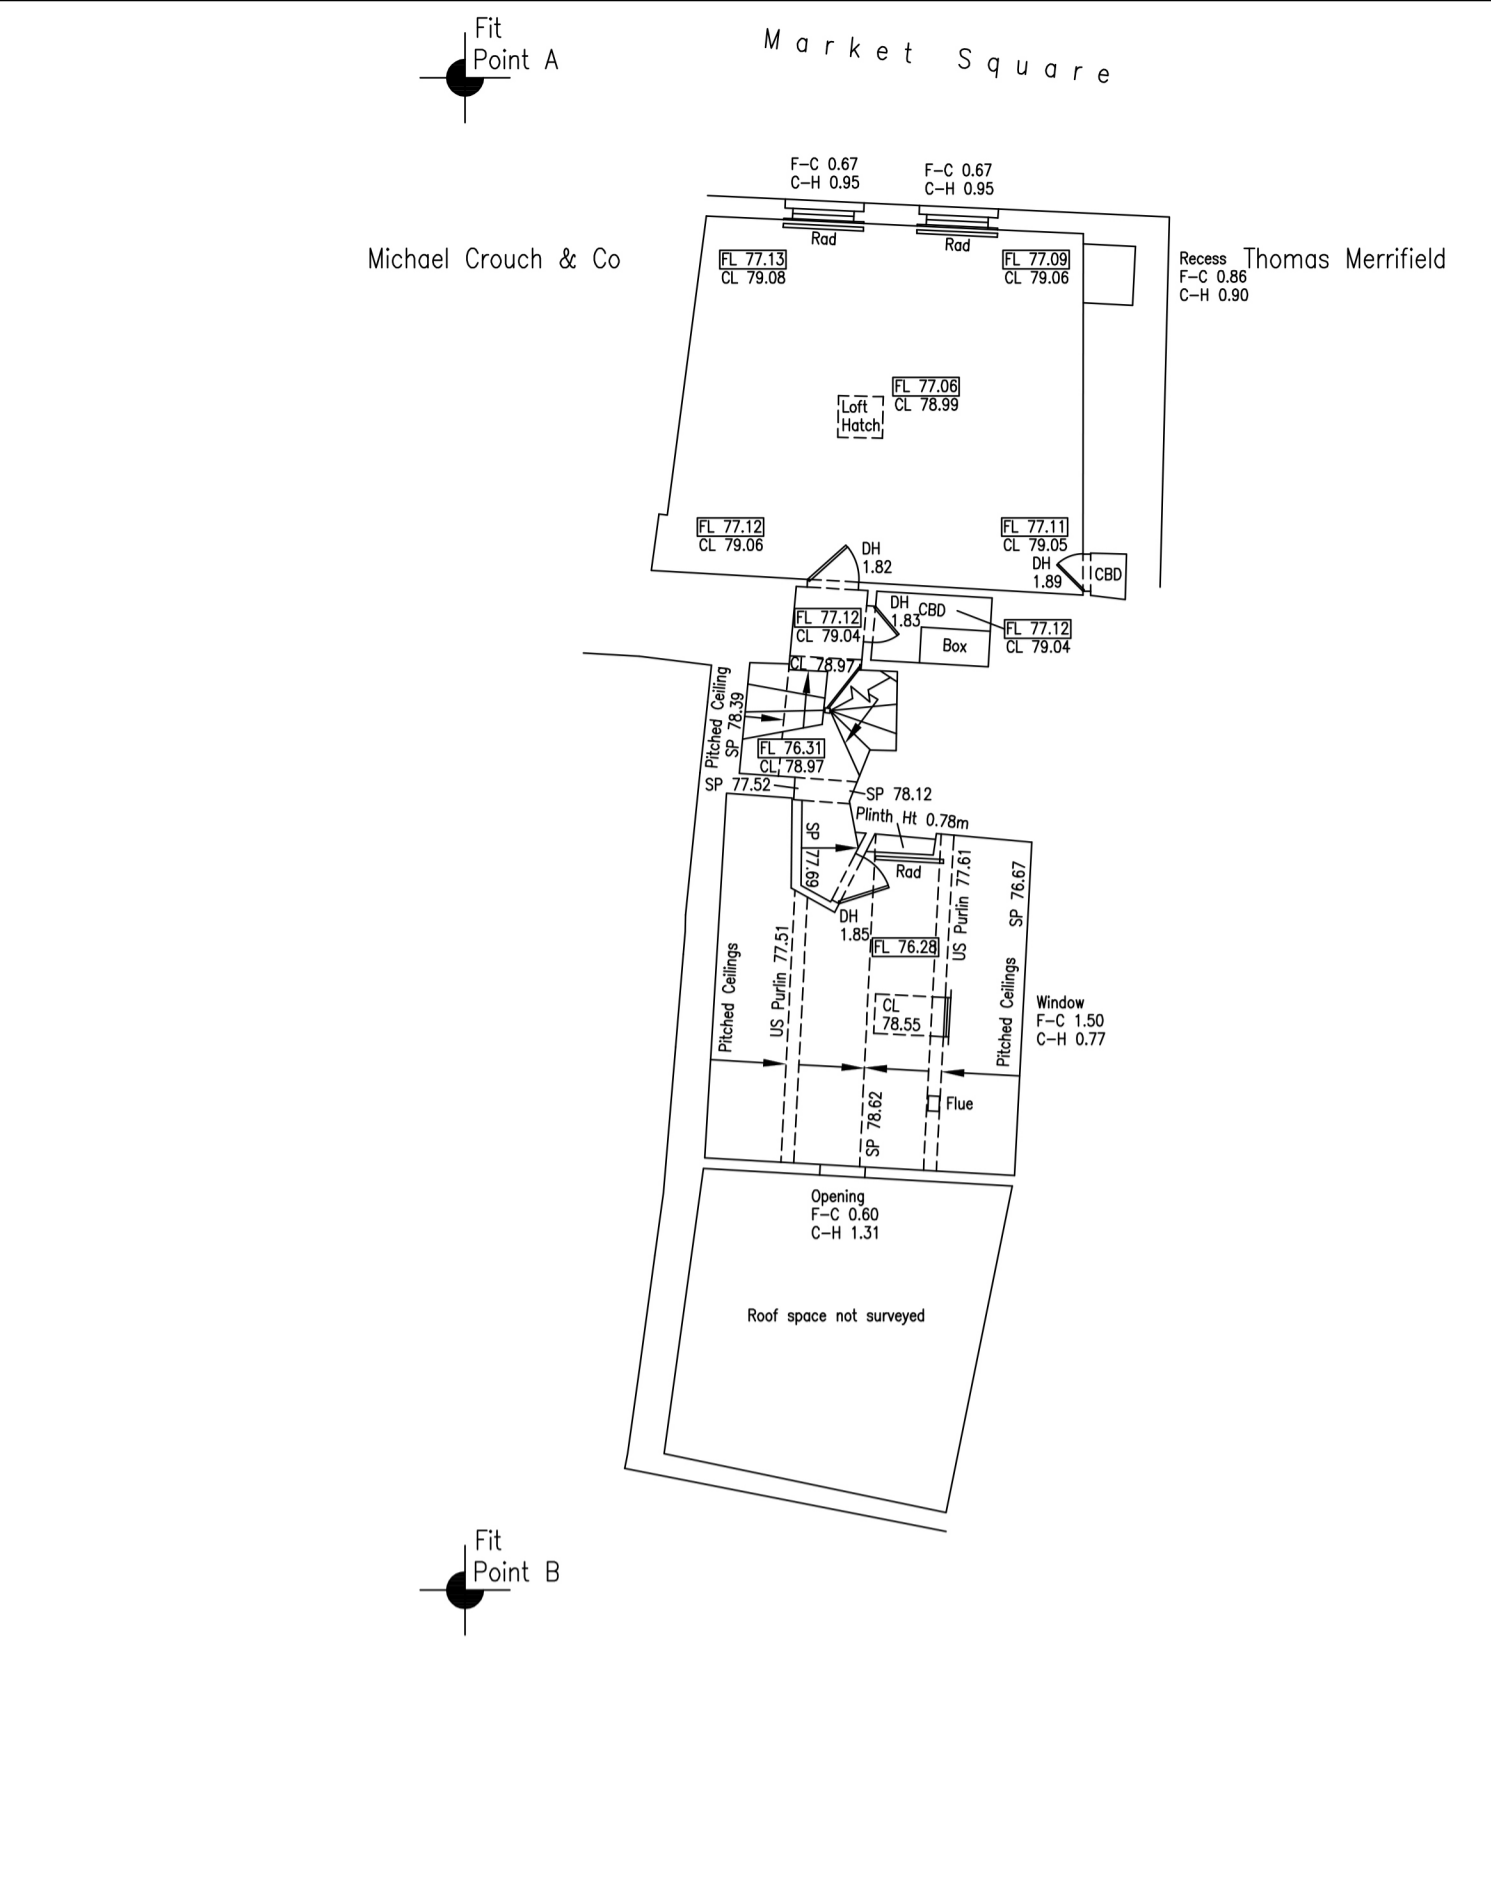 Fit
Point A
Market Square
F-C 0.67
C-H 0.95
F-C 0.67
C-H 0.95
Rad
Rad
Michael Crouch & Co
FL 77.13
CL 79.08
FL 77.09
CL 79.06
Recess
F-C 0.86
C-H 0.90
Thomas Merrifield
FL 77.06
CL 78.99
Loft
Hatch
FL 77.12
CL 79.06
FL 77.11
CL 79.05
DH
1.82
DH
1.89
CBD
FL 77.12
CL 79.04
DH
1.83
CBD
Box
FL 77.12
CL 79.04
CL 78.97
Pitched Ceiling
SP 78.39
FL 76.31
CL 78.97
SP 77.52
SP 78.12
Plinth Ht 0.78m
SP 77.69
Rad
US Purlin 77.61
SP 76.67
DH
1.85
FL 76.28
Pitched Ceilings
US Purlin 77.51
CL
78.55
Pitched Ceilings
Window
F-C 1.50
C-H 0.77
SP 78.62
Flue
Opening
F-C 0.60
C-H 1.31
Roof space not surveyed
Fit
Point B